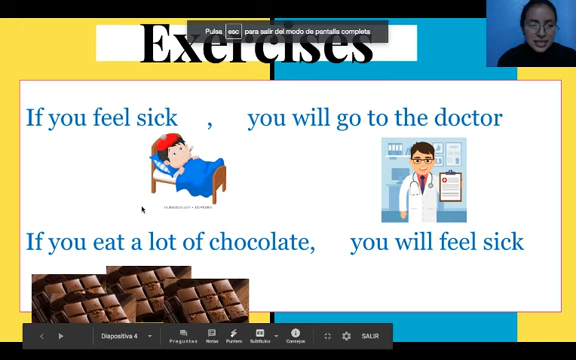 Exercises
Pulsa esc para salir del modo de pantalla completa
If you feel sick , you will go to the doctor
If you eat a lot of chocolate, you will feel sick
Diapositiva 4
Preguntas
Notas
Puntero
Subtítulos
Consejos
SALIR